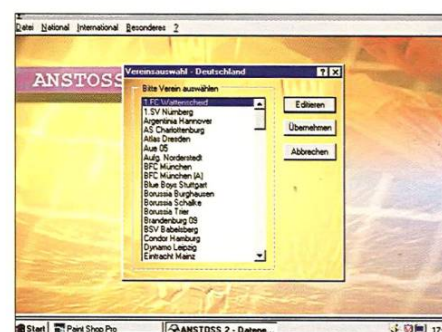 Datei National International Besonderes ?
ANSTOSS
Vereinsauswahl - Deutschland
Bitte Verein auswählen
1.FC Wattenscheid
1.SV Nürnberg
Argentinia Hannover
AS Charlottenburg
Atlas Dresden
Aue 05
Aufg. Norderstedt
BFC München
BFC München (A)
Blue Boys Stuttgart
Borussia Burghausen
Borussia Schalke
Borussia Trier
Brandenburg 09
BSV Babelsberg
Condor Hamburg
Dynamo Leipzig
Eintracht Mainz
Editieren
Übernehmen
Abbrechen
Start
Paint Shop Pro
ANSTOSS 2 - Datene
17